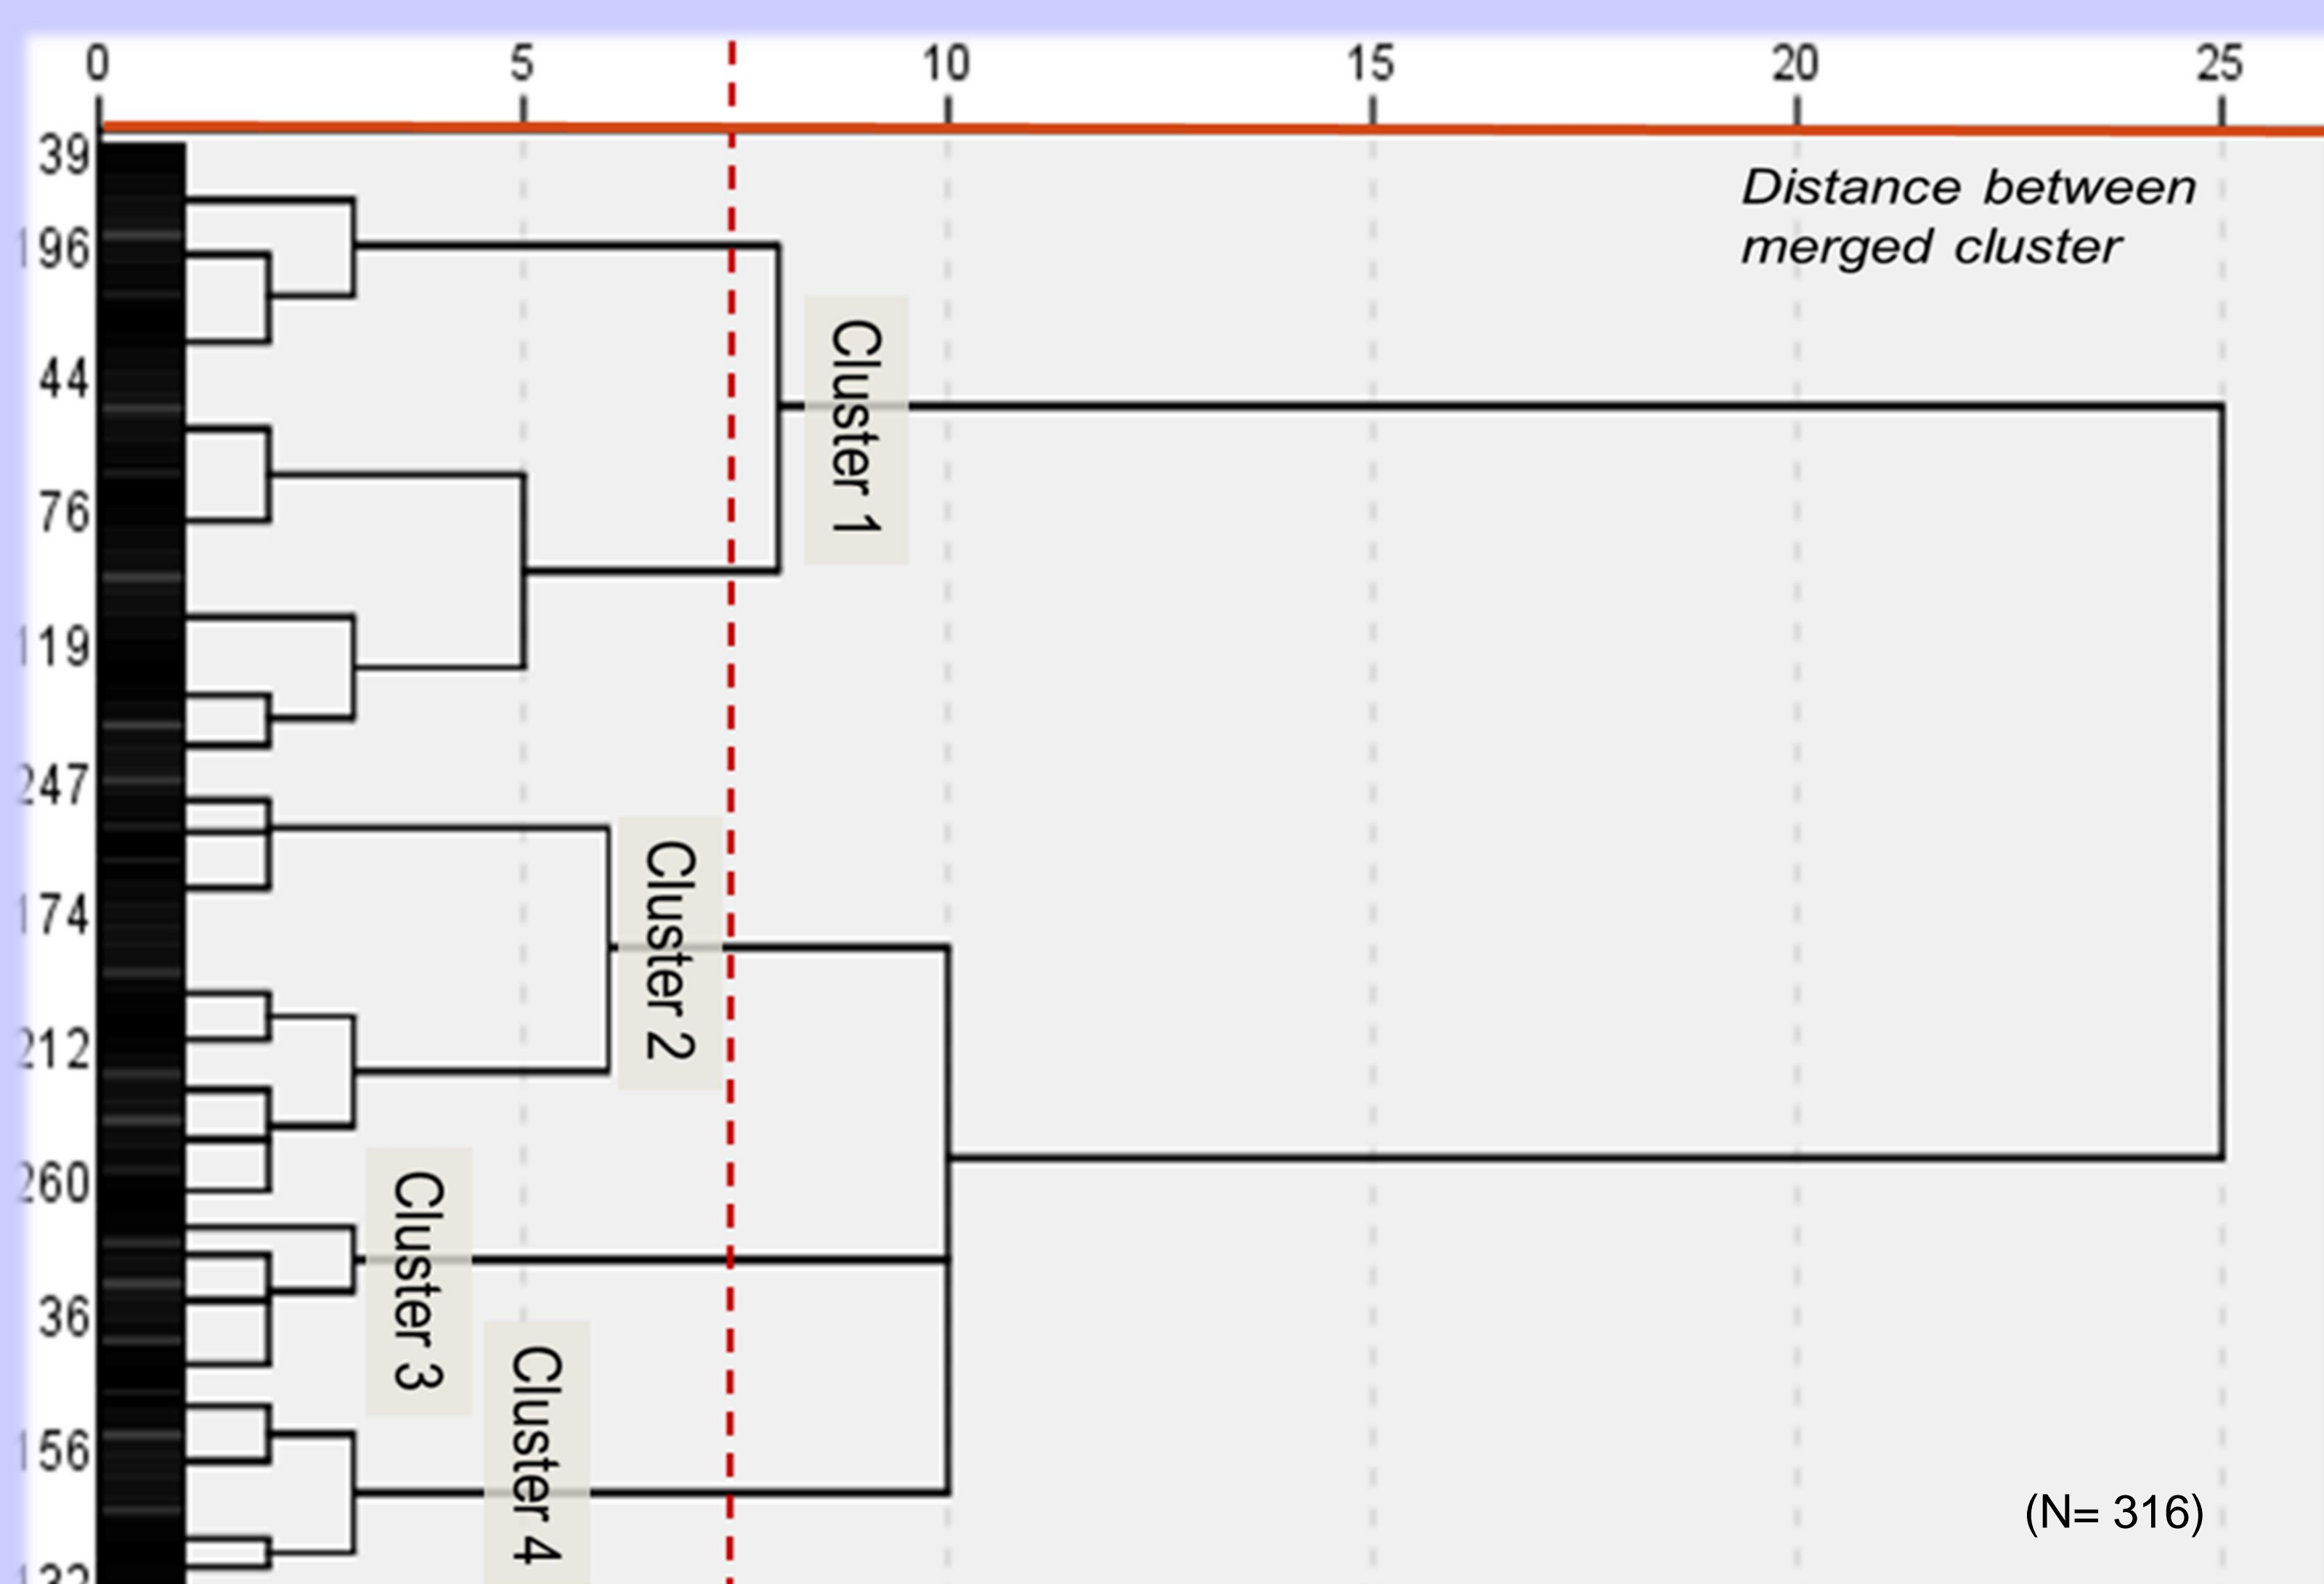 0 5 10 15 20 25
39
Distance between
merged cluster
196
Cluster 1
44
76
119
247
Cluster 2
174
212
260
Cluster 3
36
Cluster 4
156
(N= 316)